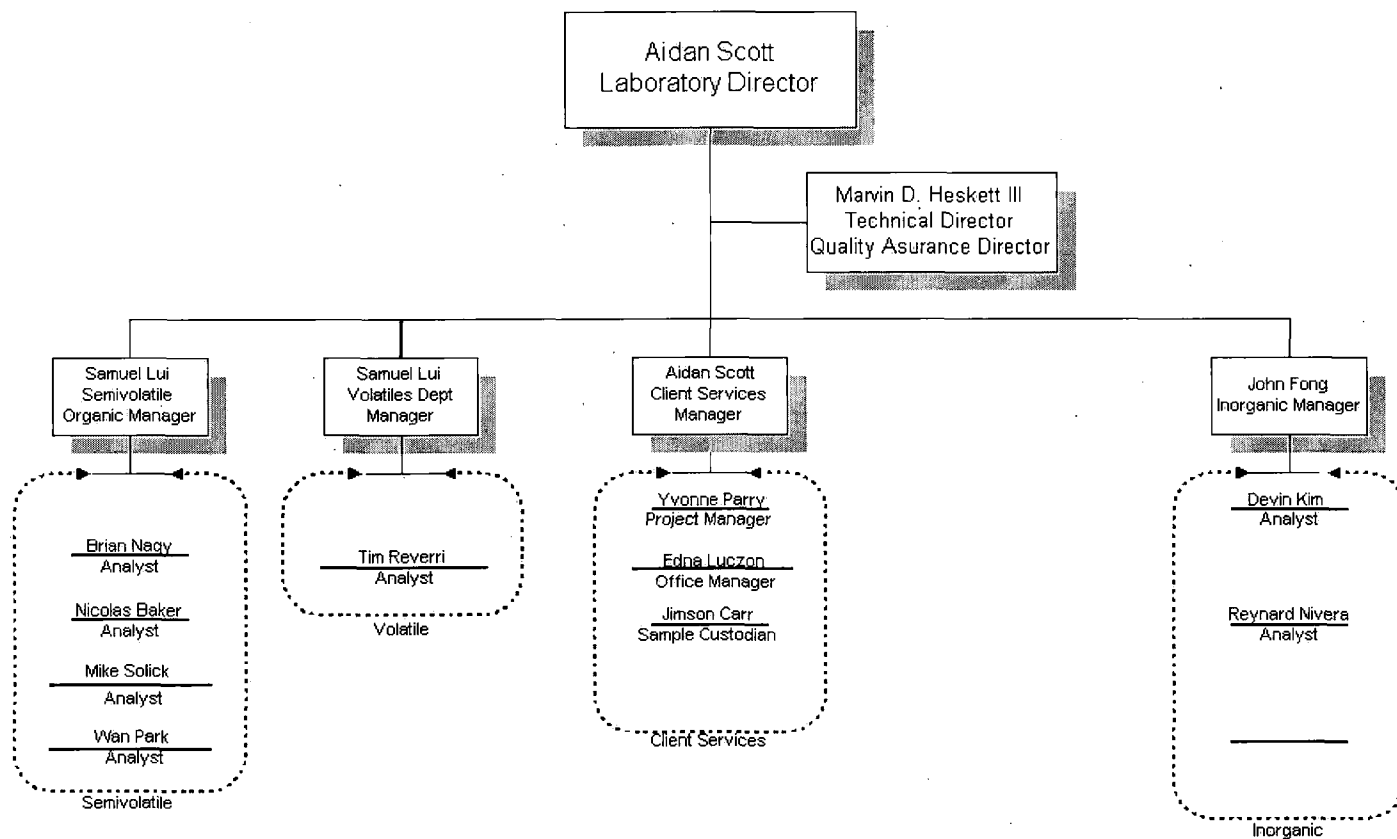 Aidan Scott
Laboratory Director
Marvin D. Heskett III
Technical Director
Quality Asurance Director
Samuel Lui
Semivolatile
Organic Manager
Samuel Lui
Volatiles Dept
Manager
Aidan Scott
Client Services
Manager
John Fong
Inorganic Manager
Brian Nagy
Analyst
Nicolas Baker
Analyst
Mike Solick
Analyst
Wan Park
Analyst
Semivolatile
Tim Reverri
Analyst
Volatile
Yvonne Parry
Project Manager
Edna Luczon
Office Manager
Jimson Carr
Sample Custodian
Client Services
Devin Kim
Analyst
Reynard Nivera
Analyst
Inorganic